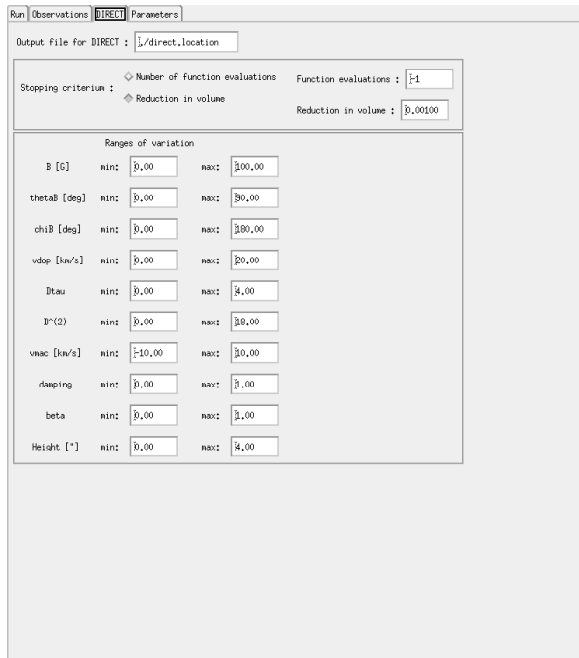 Run Observations DIRECT Parameters
Output file for DIRECT : ./direct.location
Stopping criterium :
Number of function evaluations
Reduction in volume
Function evaluations : -1
Reduction in volume : 0.00100
Ranges of variation
B [G] min: 0.00 max: 100.00
thetaB [deg] min: 0.00 max: 90.00
chiB [deg] min: 0.00 max: 180.00
vdop [km/s] min: 0.00 max: 20.00
Dtau min: 0.00 max: 4.00
D^(2) min: 0.00 max: 18.00
vmac [km/s] min: -10.00 max: 10.00
damping min: 0.00 max: 1.00
beta min: 0.00 max: 1.00
Height ["] min: 0.00 max: 4.00